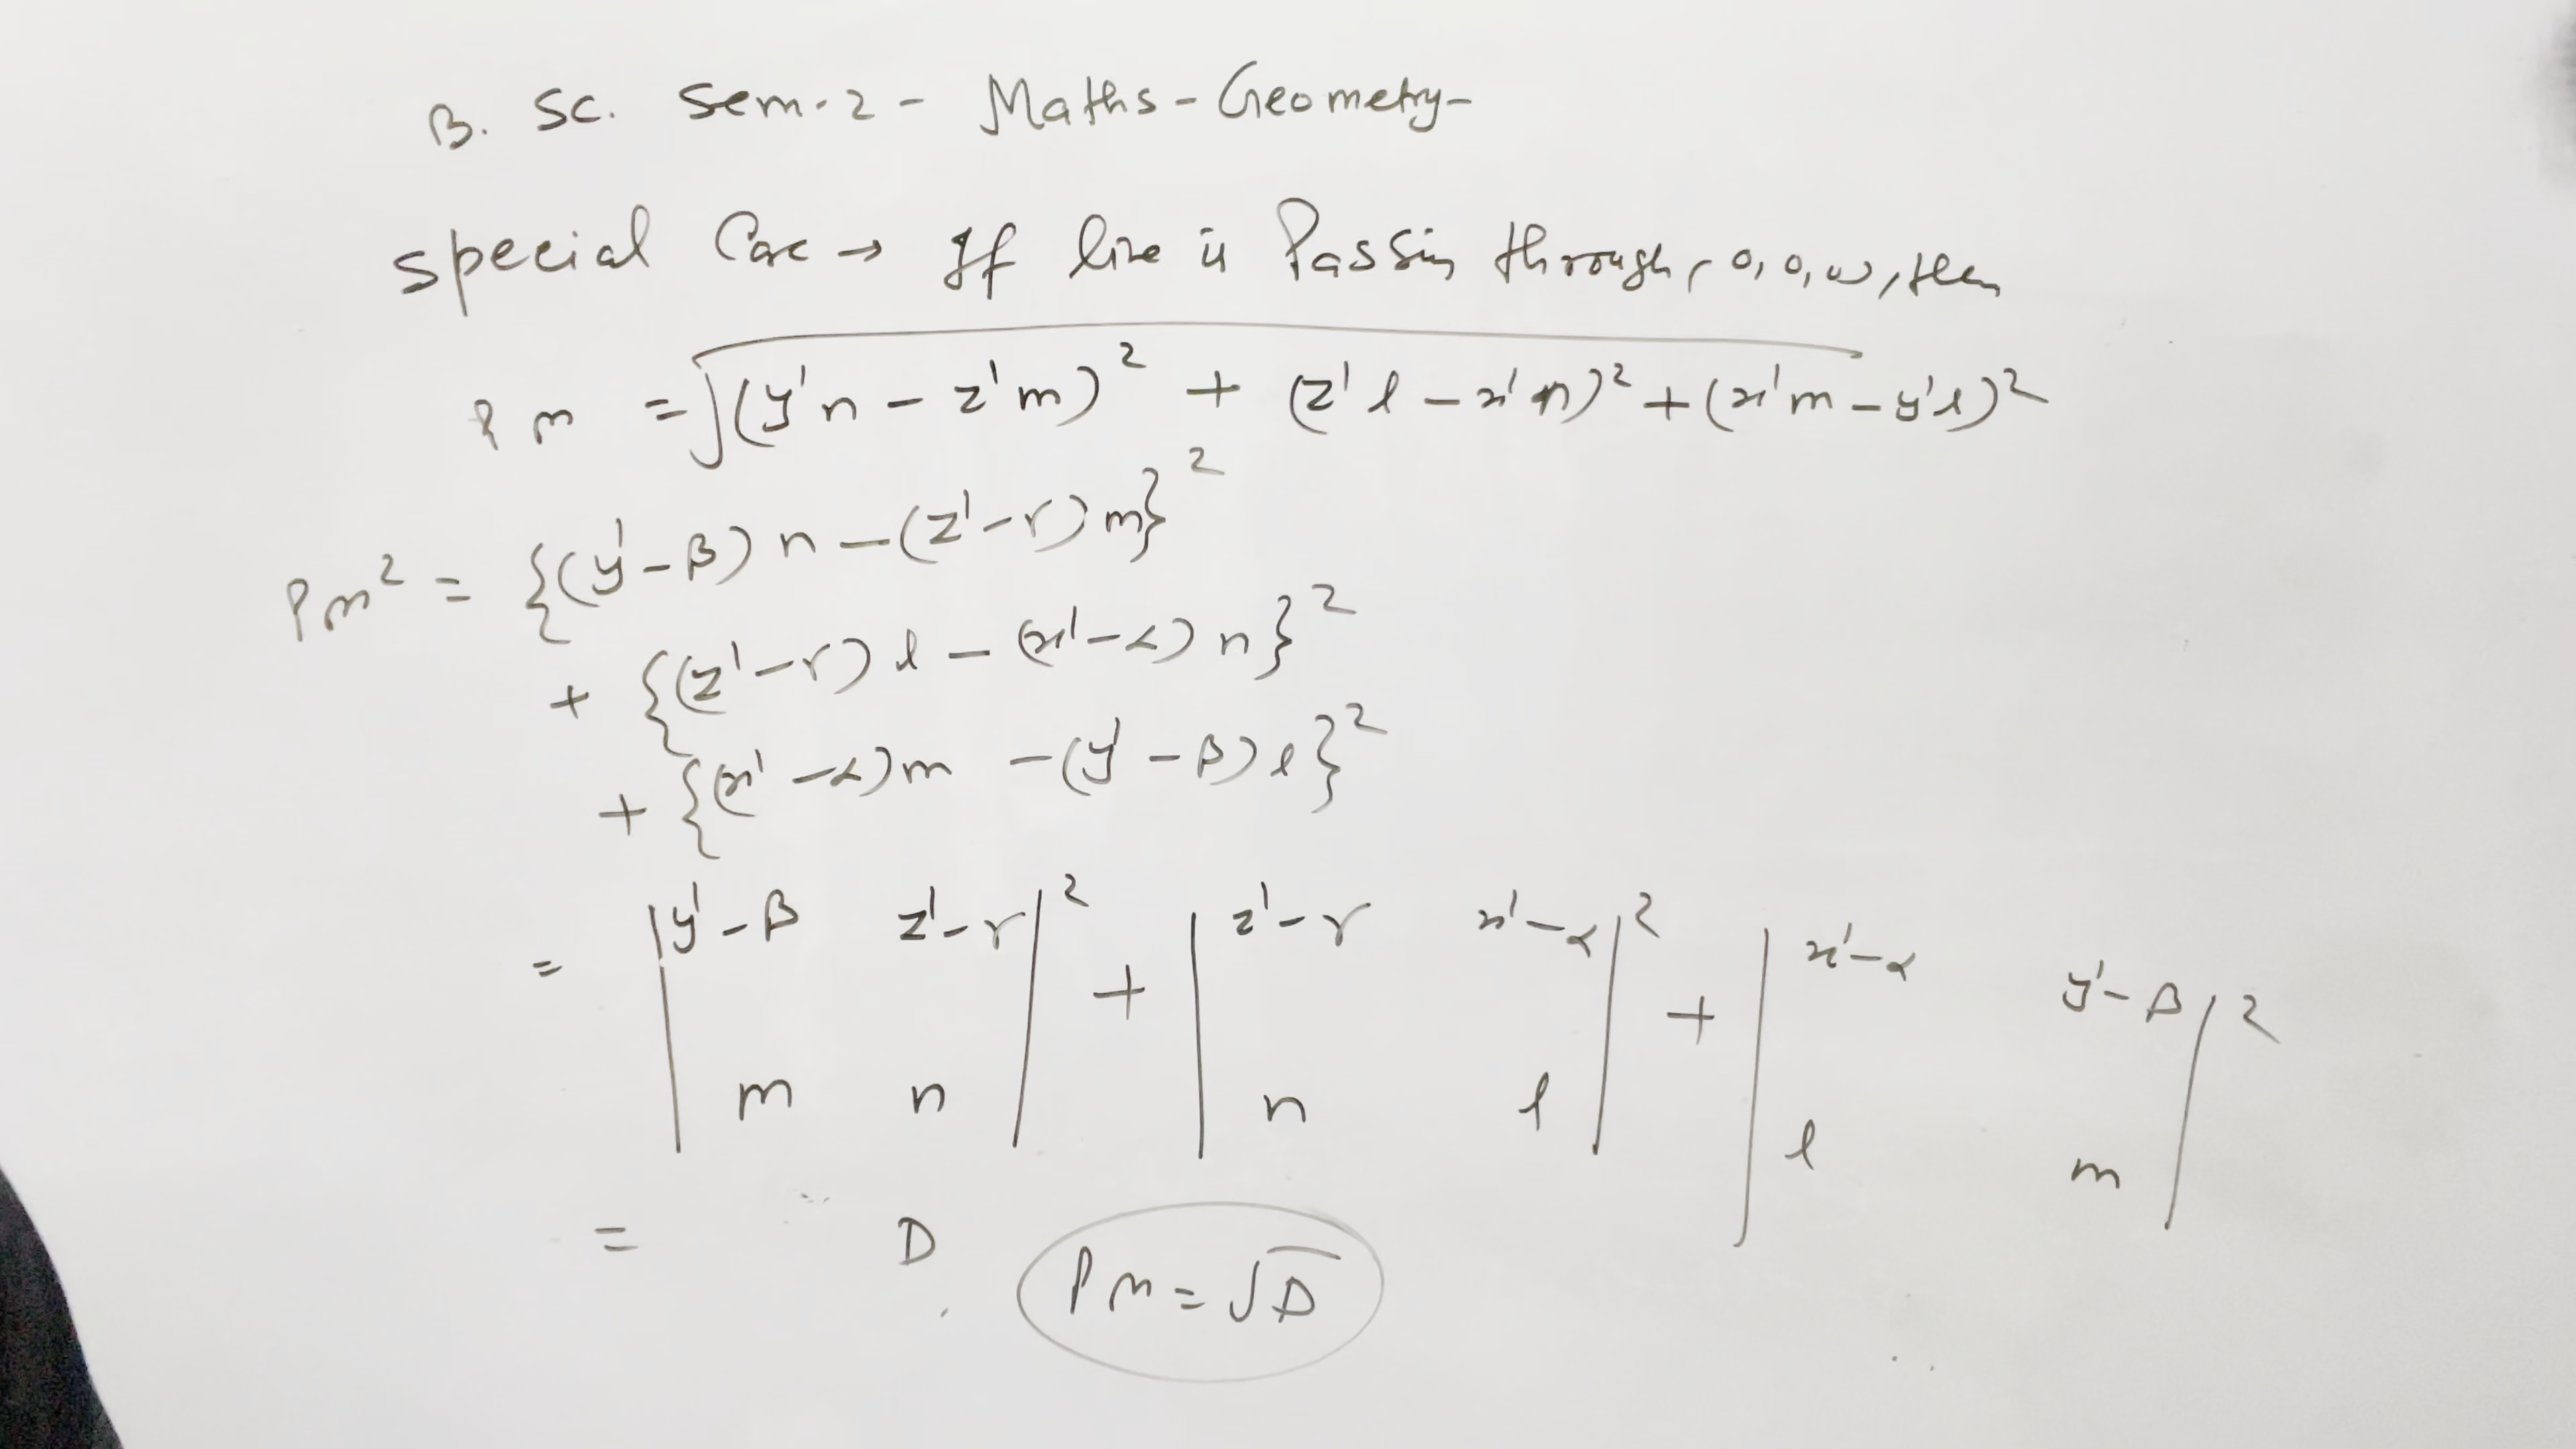 B. Sc. Sem-2 - Maths - Geometry -
Special Case → If line is Passing through, 0, 0, 0, then
Pm = √(y'n - z'm)² + (z'l - x'n)² + (x'm - y'l)²
Pm² = {(y'-β) n - (z'-r) m}²
+ {(z'-r) l - (x'-α) n}²
+ {(x'-α)m - (y'-β) l}²
= |y'-β z'-r|² + |z'-r x'-α|² + |x'-α y'-β|²
m n n l l m
= D. Pm = √D